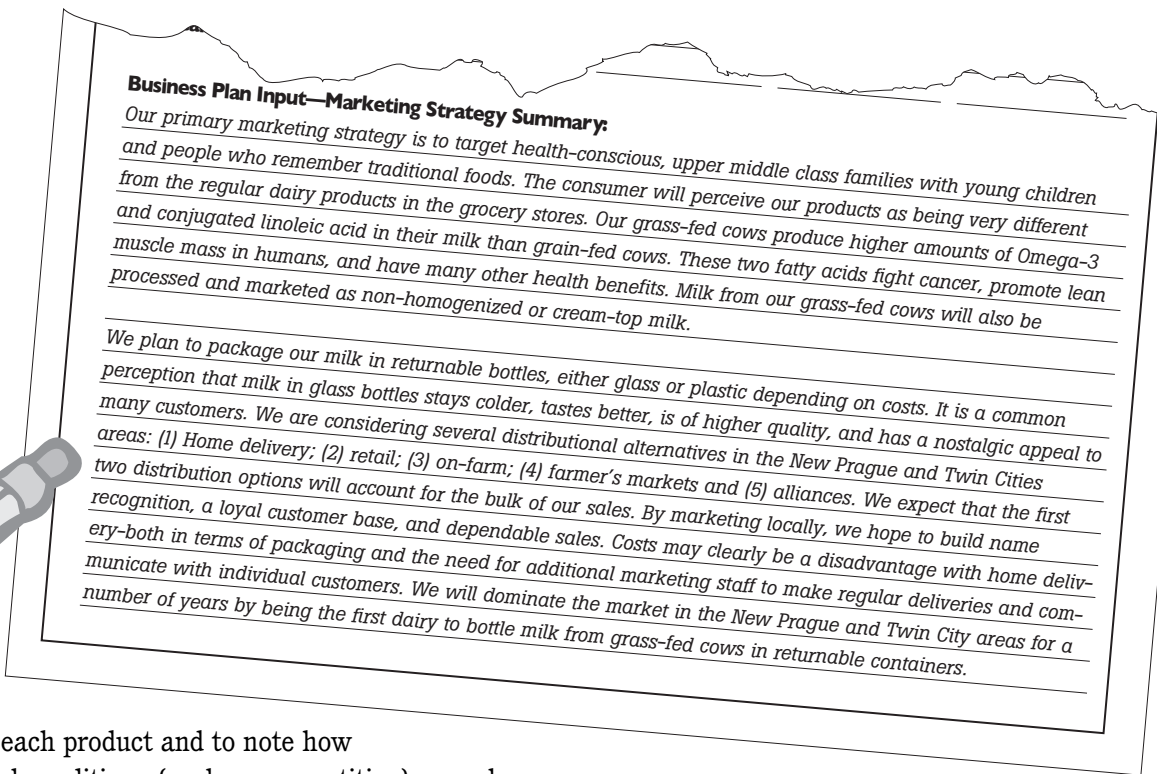 Business Plan Input—Marketing Strategy Summary:
Our primary marketing strategy is to target health-conscious, upper middle class families with young children
and people who remember traditional foods. The consumer will perceive our products as being very different
from the regular dairy products in the grocery stores. Our grass-fed cows produce higher amounts of Omega-3
and conjugated linoleic acid in their milk than grain-fed cows. These two fatty acids fight cancer, promote lean
muscle mass in humans, and have many other health benefits. Milk from our grass-fed cows will also be
processed and marketed as non-homogenized or cream-top milk.
We plan to package our milk in returnable bottles, either glass or plastic depending on costs. It is a common
perception that milk in glass bottles stays colder, tastes better, is of higher quality, and has a nostalgic appeal to
many customers. We are considering several distributional alternatives in the New Prague and Twin Cities
areas: (1) Home delivery; (2) retail; (3) on-farm; (4) farmer's markets and (5) alliances. We expect that the first
two distribution options will account for the bulk of our sales. By marketing locally, we hope to build name
recognition, a loyal customer base, and dependable sales. Costs may clearly be a disadvantage with home deliv-
ery-both in terms of packaging and the need for additional marketing staff to make regular deliveries and com-
municate with individual customers. We will dominate the market in the New Prague and Twin City areas for a
number of years by being the first dairy to bottle milk from grass-fed cows in returnable containers.
each product and to note how